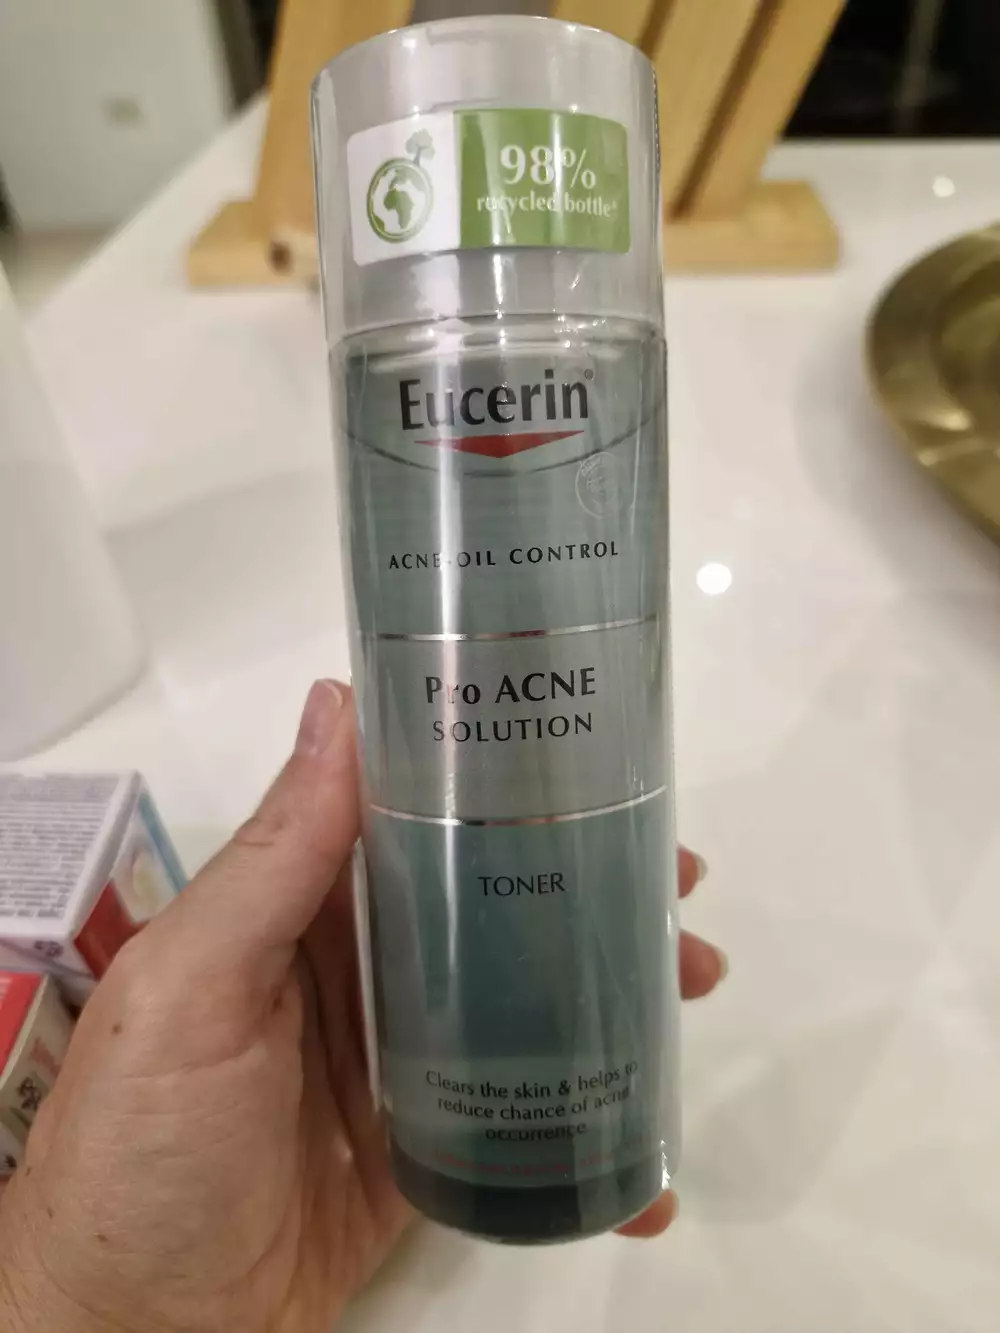 98%
recycled bottle*
Eucerin®
ACNE-OIL CONTROL
Pro ACNE
SOLUTION
TONER
Clears the skin & helps to
reduce chance of acne
occurrence